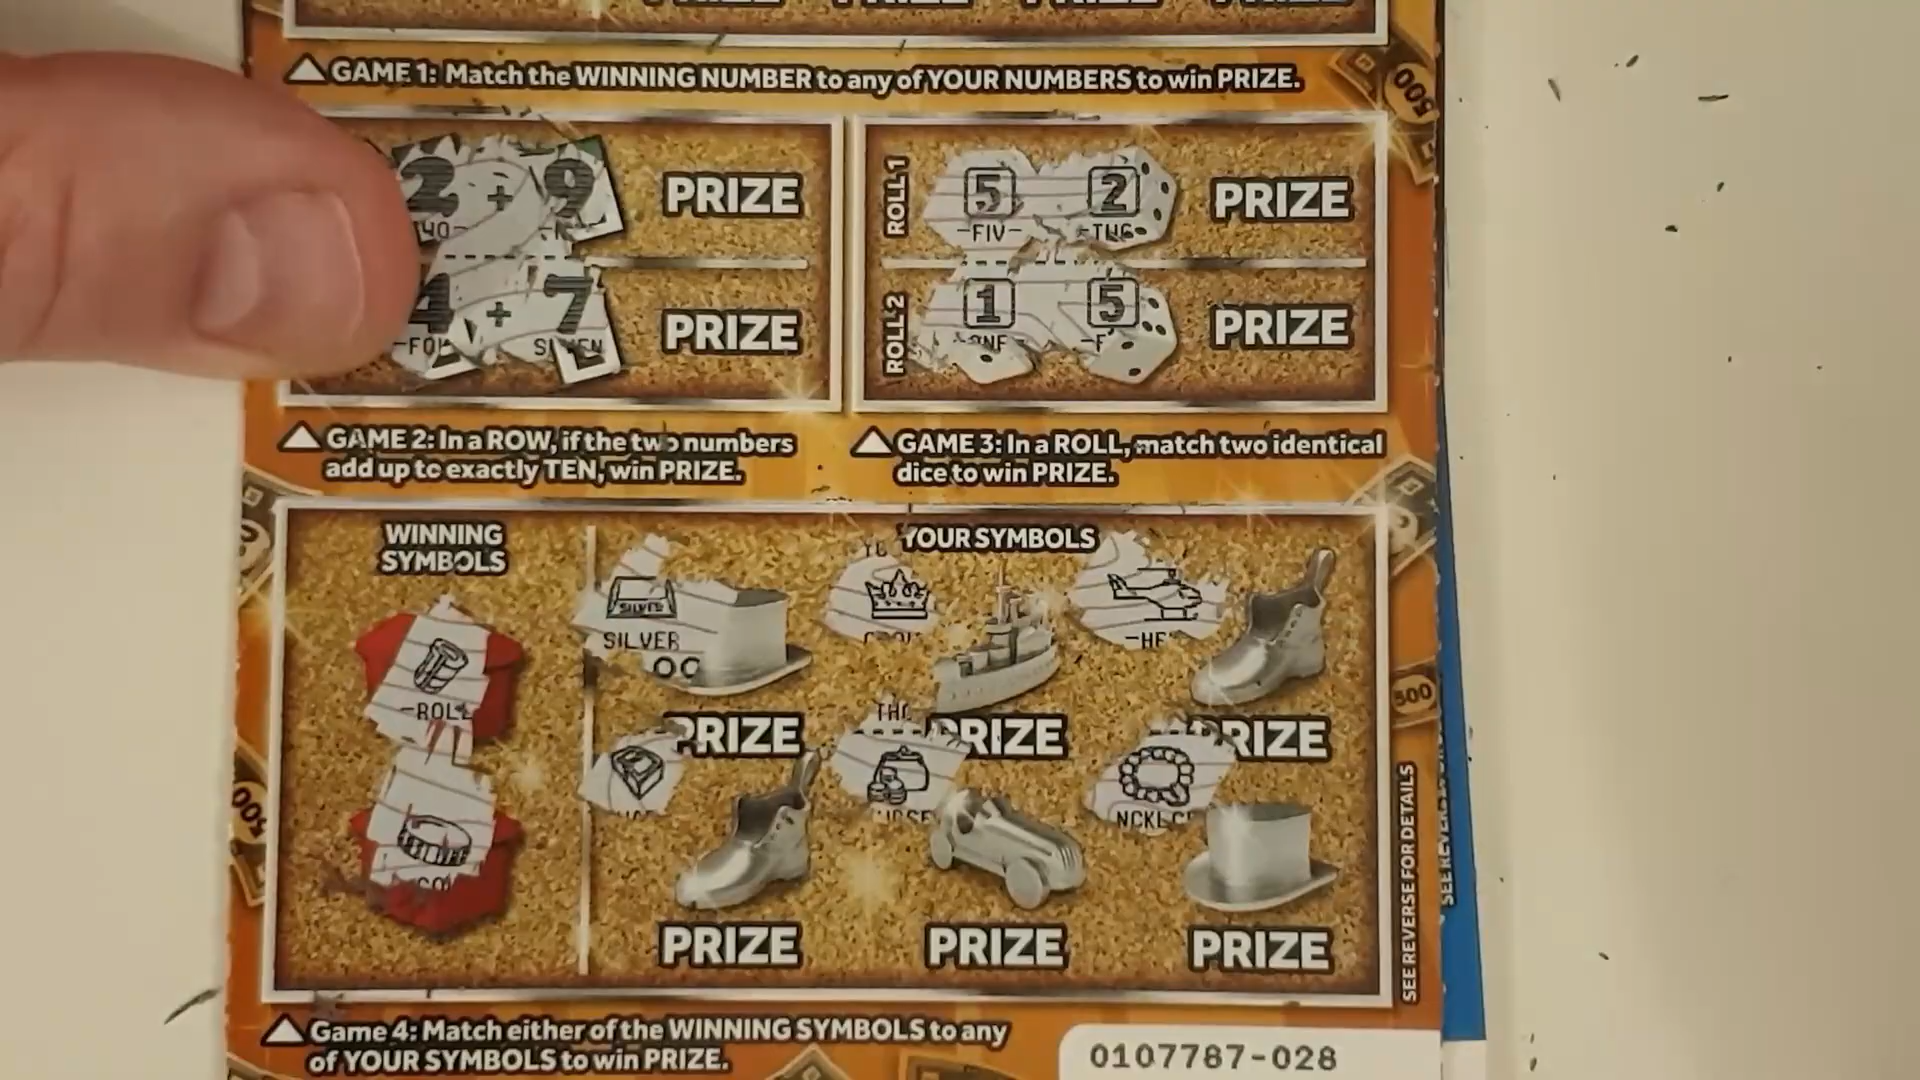 GAME 1: Match the WINNING NUMBER to any of YOUR NUMBERS to win PRIZE.
500
2 + 9 PRIZE
4 + 7 PRIZE
ROLL 1 5 2 PRIZE
-FIV-
ROLL 2 1 5 PRIZE
GAME 2: In a ROW, if the two numbers
add up to exactly TEN, win PRIZE.
GAME 3: In a ROLL, match two identical
dice to win PRIZE.
WINNING
SYMBOLS
YOUR SYMBOLS
SILVER
SILVER
500
PRIZE PRIZE PRIZE
PRIZE PRIZE PRIZE
SEE REVERSE FOR DETAILS
Game 4: Match either of the WINNING SYMBOLS to any
of YOUR SYMBOLS to win PRIZE.
0107787-028